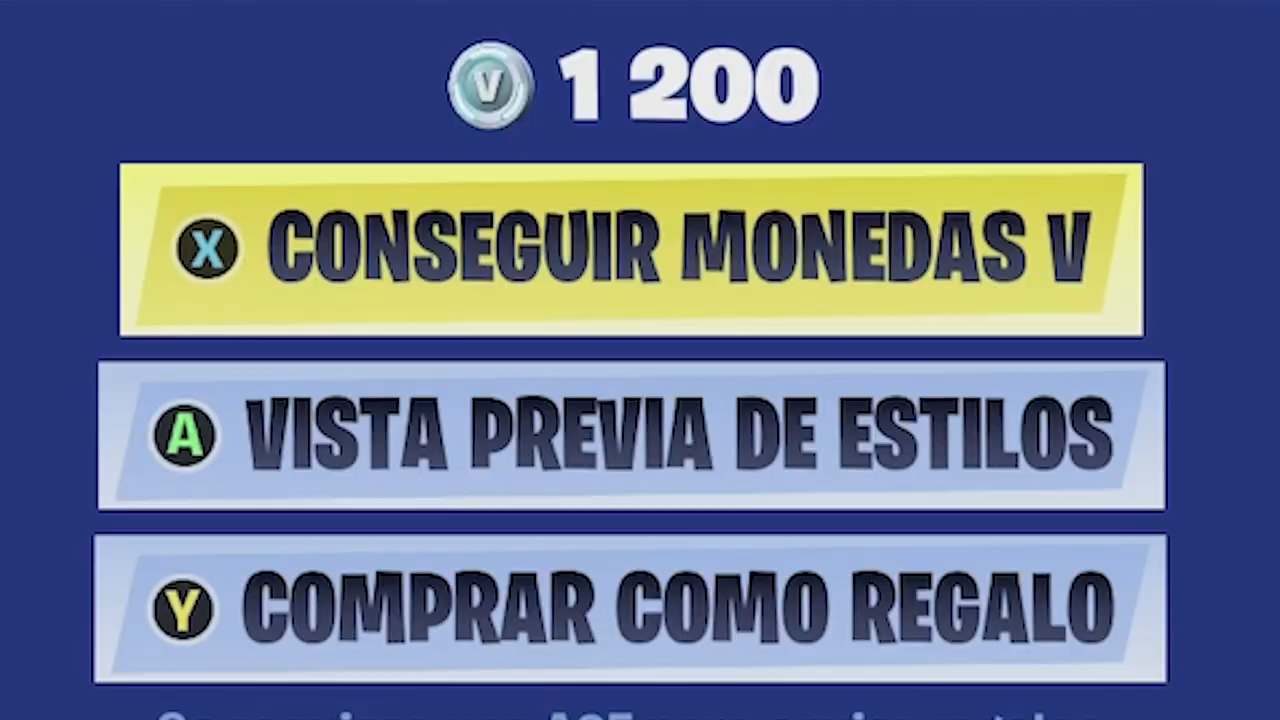 V 1 200
X CONSEGUIR MONEDAS V
A VISTA PREVIA DE ESTILOS
Y COMPRAR COMO REGALO